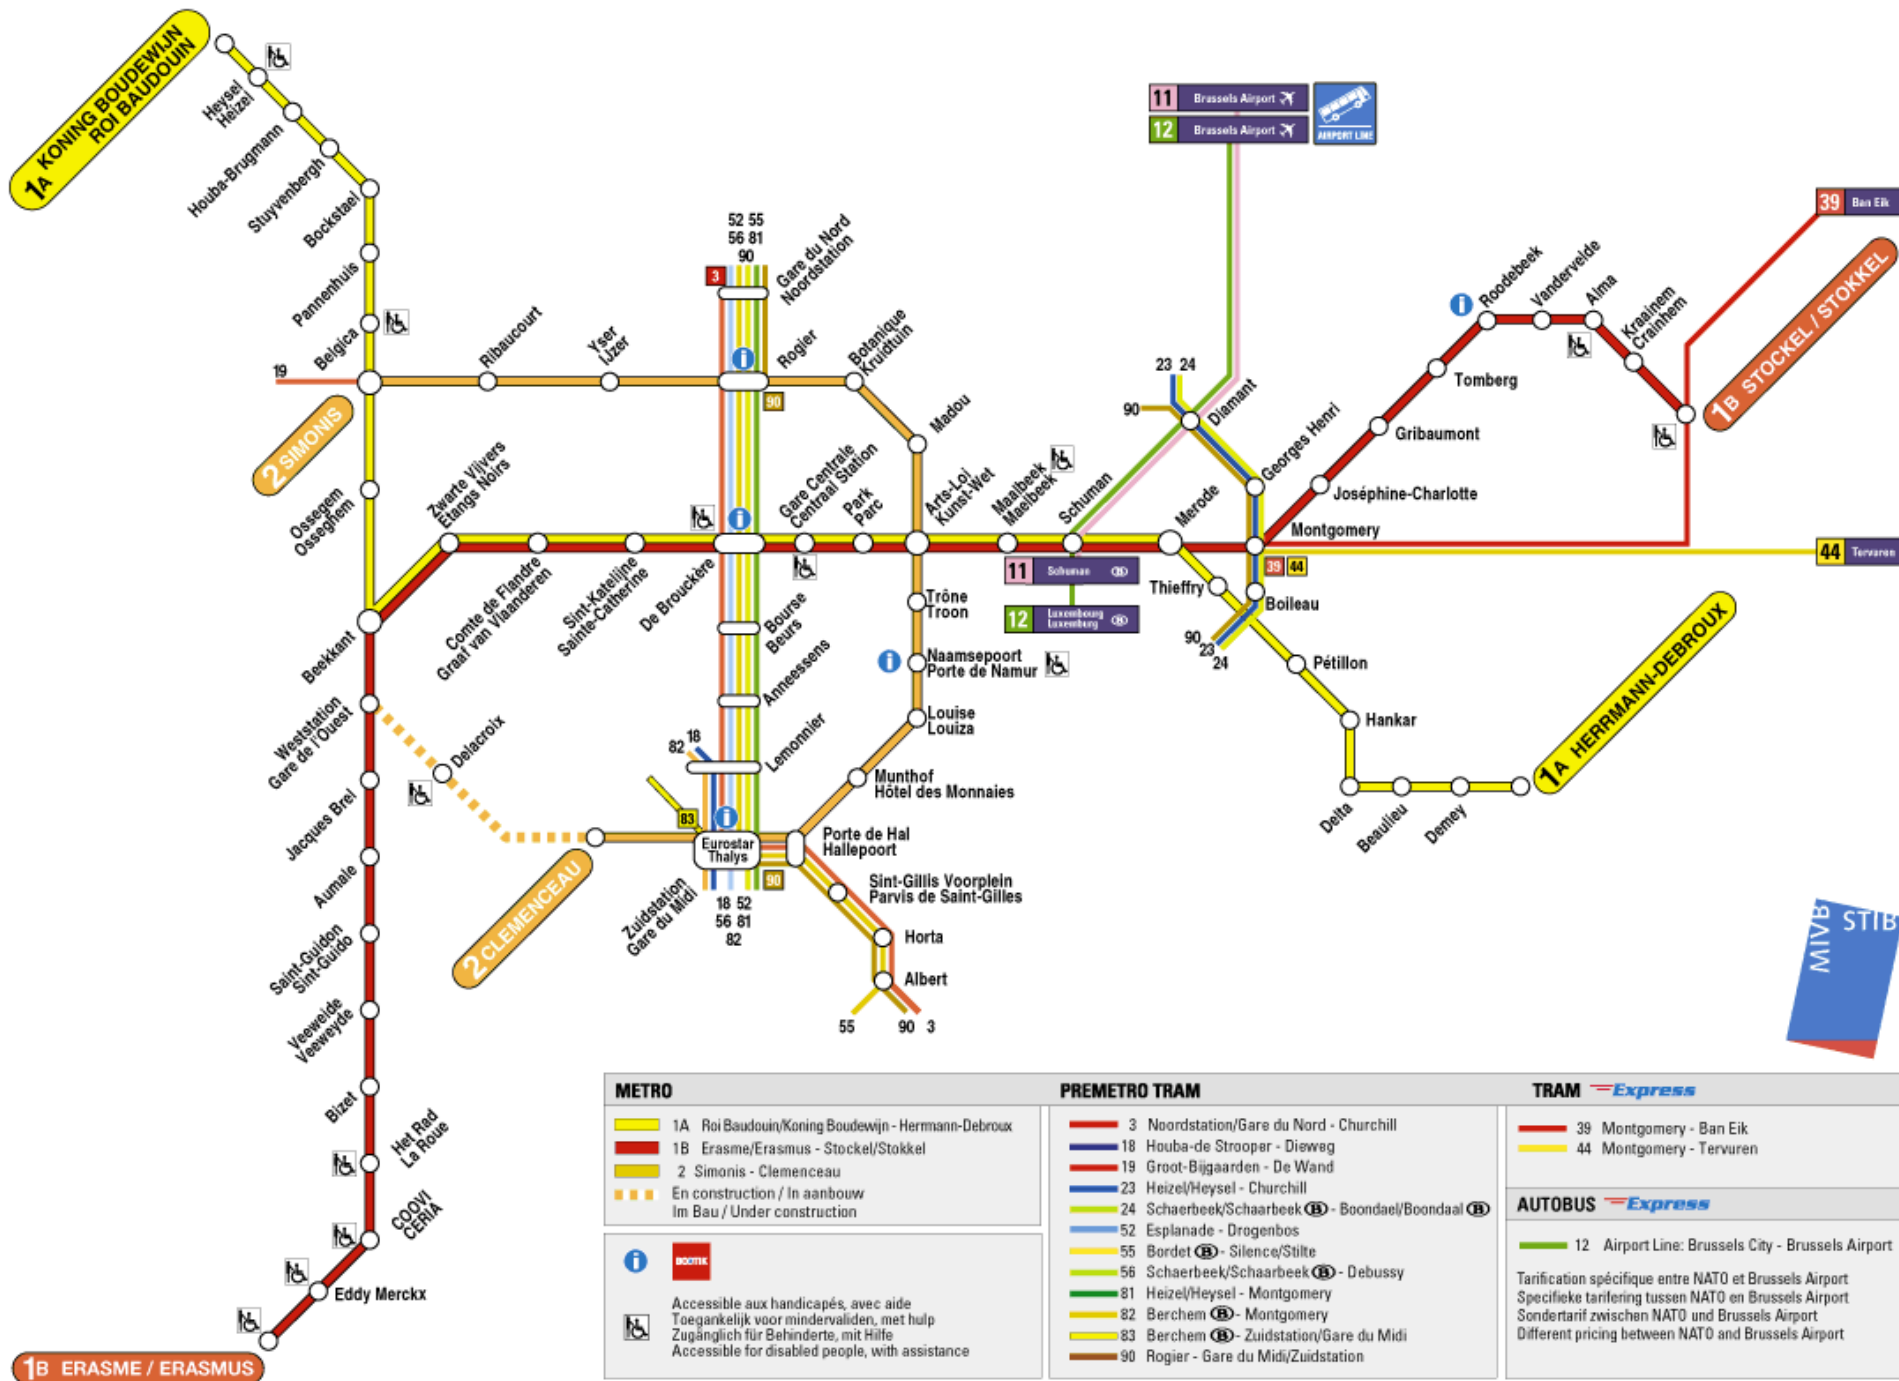 1A KONING BOUDEWIJN
ROI BAUDOUIN
Heysel
Heizel
Houba-Brugmann
Stuyvenbergh
Bockstael
Pannenhuis
Belgica
19
2 SIMONIS
Ribaucourt
Yser
IJzer
52 55
56 81
90
3
Gare du Nord
Noordstation
Rogier
90
Botanique
Kruidtuin
Madou
11 Brussels Airport
12 Brussels Airport
AIRPORT LINE
39 Ban Eik
1B STOCKEL / STOKKEL
Roodebeek
Vandervelde
Alma
Kraainem
Crainhem
Tomberg
Gribaumont
Joséphine-Charlotte
Montgomery
23 24
90
Diamant
Georges Henri
Ossegem
Osseghem
Zwarte Vijvers
Etangs Noirs
Gare Centrale
Centraal Station
Park
Parc
Arts-Loi
Kunst-Wet
Maalbeek
Maelbeek
Schuman
Merode
Beekkant
Comte de Flandre
Graaf van Vlaanderen
Sint-Katelijne
Sainte-Catherine
De Brouckère
Bourse
Beurs
Anneessens
Lemonnier
Trône
Troon
Naamsepoort
Porte de Namur
Louise
Louiza
Munthof
Hôtel des Monnaies
11 Schuman B
12 Luxembourg
Luxemburg B
39 44
44 Tervuren
Thieffry
Boileau
90
23
24
Pétillon
Hankar
Delta
Beaulieu
Demey
1A HERRMANN-DEBROUX
Weststation
Gare de l'Ouest
Delacroix
Jacques Brel
Aumale
Saint-Guidon
Sint-Guido
Veeweide
Veeweyde
Bizet
Het Rad
La Roue
COOVI
CERIA
Eddy Merckx
1B ERASME / ERASMUS
2 CLEMENCEAU
82 18
83
Eurostar
Thalys
Zuidstation
Gare du Midi
90
18 52
56 81
82
Porte de Hal
Hallepoort
Sint-Gillis Voorplein
Parvis de Saint-Gilles
Horta
Albert
55
90 3
MIVB
STIB
METRO
1A Roi Baudouin/Koning Boudewijn - Herrmann-Debroux
1B Erasme/Erasmus - Stockel/Stokkel
2 Simonis - Clemenceau
En construction / In aanbouw
Im Bau / Under construction
BOOTIK
Accessible aux handicapés, avec aide
Toegankelijk voor mindervaliden, met hulp
Zugänglich für Behinderte, mit Hilfe
Accessible for disabled people, with assistance
PREMETRO TRAM
3 Noordstation/Gare du Nord - Churchill
18 Houba-de Strooper - Dieweg
19 Groot-Bijgaarden - De Wand
23 Heizel/Heysel - Churchill
24 Schaerbeek/Schaarbeek B - Boondael/Boondaal B
52 Esplanade - Drogenbos
55 Bordet B - Silence/Stilte
56 Schaerbeek/Schaarbeek B - Debussy
81 Heizel/Heysel - Montgomery
82 Berchem B - Montgomery
83 Berchem B - Zuidstation/Gare du Midi
90 Rogier - Gare du Midi/Zuidstation
TRAM Express
39 Montgomery - Ban Eik
44 Montgomery - Tervuren
AUTOBUS Express
12 Airport Line: Brussels City - Brussels Airport
Tarification spécifique entre NATO et Brussels Airport
Specifieke tarifering tussen NATO en Brussels Airport
Sondertarif zwischen NATO und Brussels Airport
Different pricing between NATO and Brussels Airport